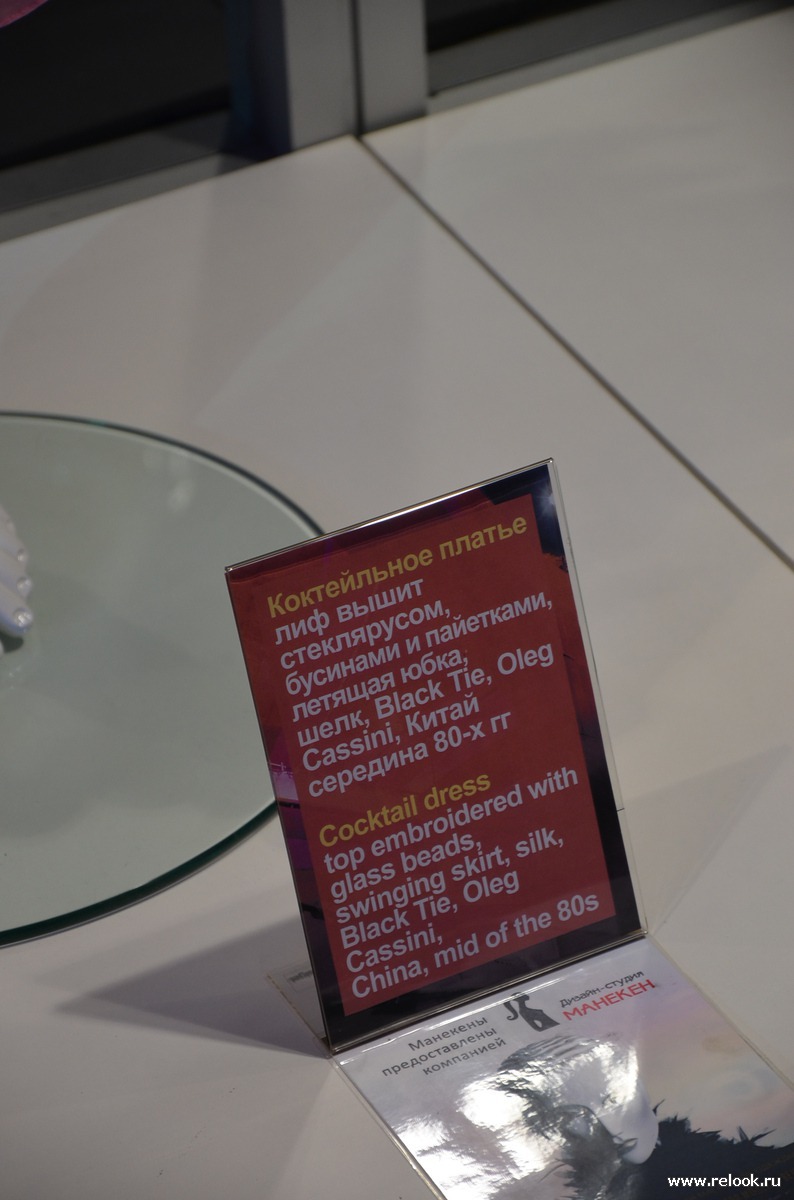 Коктейльное платье
лиф вышит
стеклярусом,
бусинами и пайетками,
летящая юбка,
шелк, Black Tie, Oleg
Cassini, Китай
середина 80-х гг
Cocktail dress
top embroidered with
glass beads,
swinging skirt, silk,
Black Tie, Oleg
Cassini,
China, mid of the 80s
Манекены
предоставлены
компанией
Дизайн-студия
МАНЕКЕН
www.relook.ru